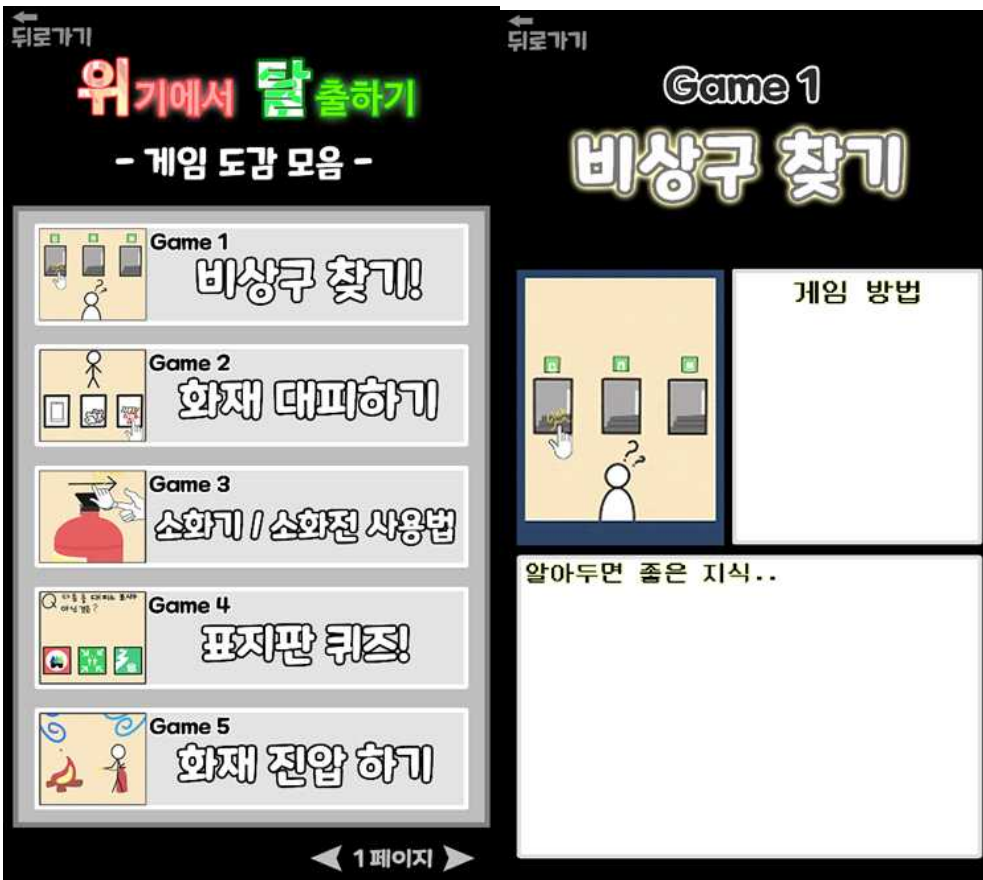 뒤로가기
위기에서 탈출하기
- 게임 도감 모음 -
Game 1
비상구 찾기!
Game 2
화재 대피하기
Game 3
소화기 / 소화전 사용법
Game 4
표지판 퀴즈!
Game 5
화재 진압 하기
1페이지
뒤로가기
Game 1
비상구 찾기
게임 방법
??
알아두면 좋은 지식..